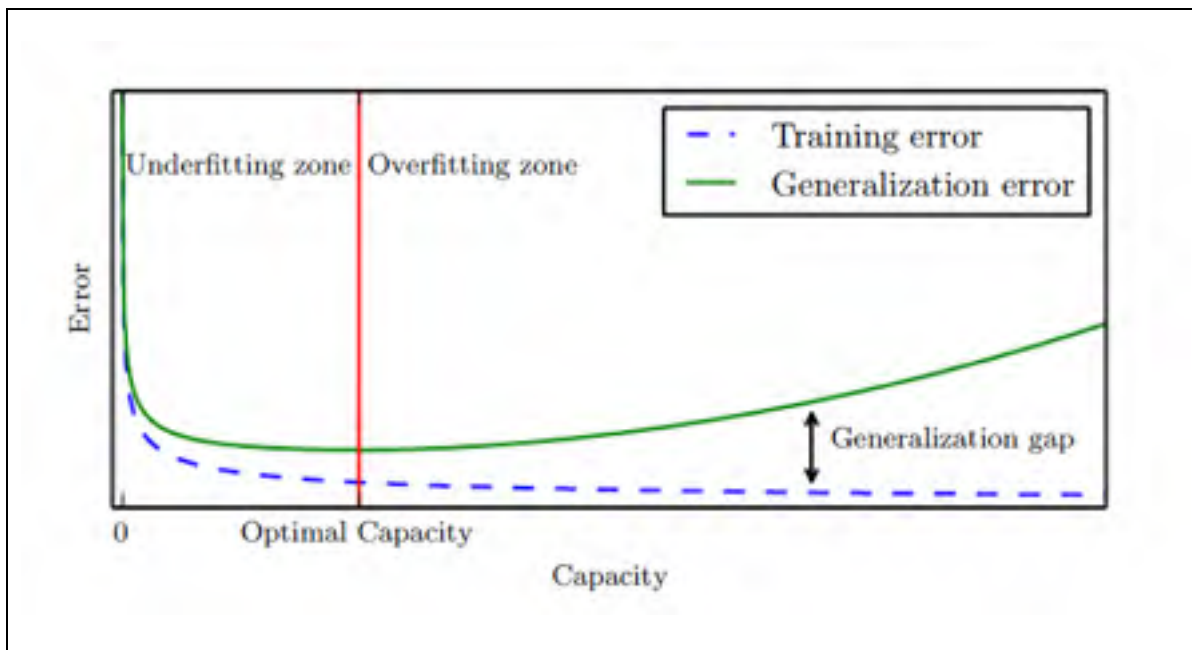 Training error
Generalization error
Underfitting zone
Overfitting zone
Error
Generalization gap
0
Optimal Capacity
Capacity